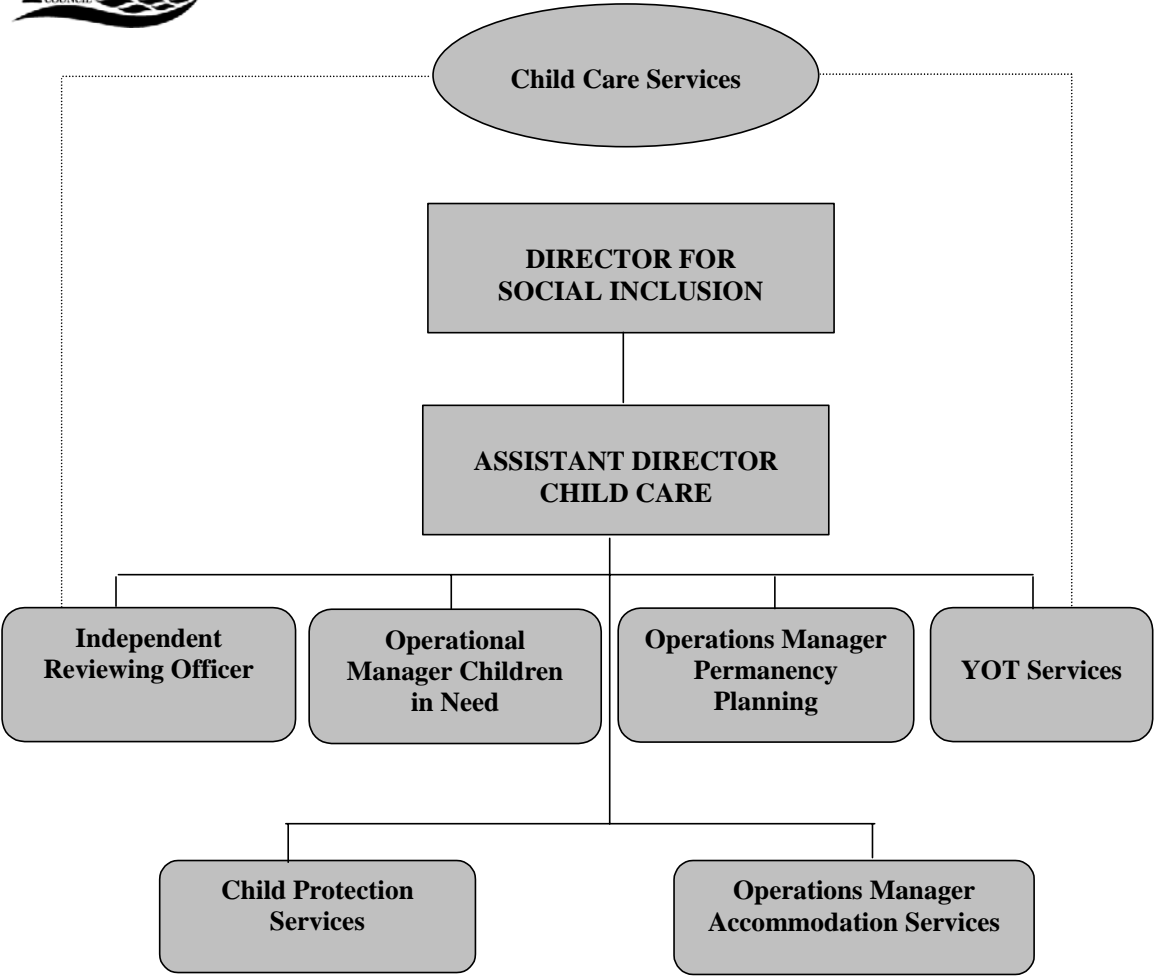 COUNCIL
Child Care Services
DIRECTOR FOR
SOCIAL INCLUSION
ASSISTANT DIRECTOR
CHILD CARE
Independent
Reviewing Officer
Operational
Manager Children
in Need
Operations Manager
Permanency
Planning
YOT Services
Child Protection
Services
Operations Manager
Accommodation Services